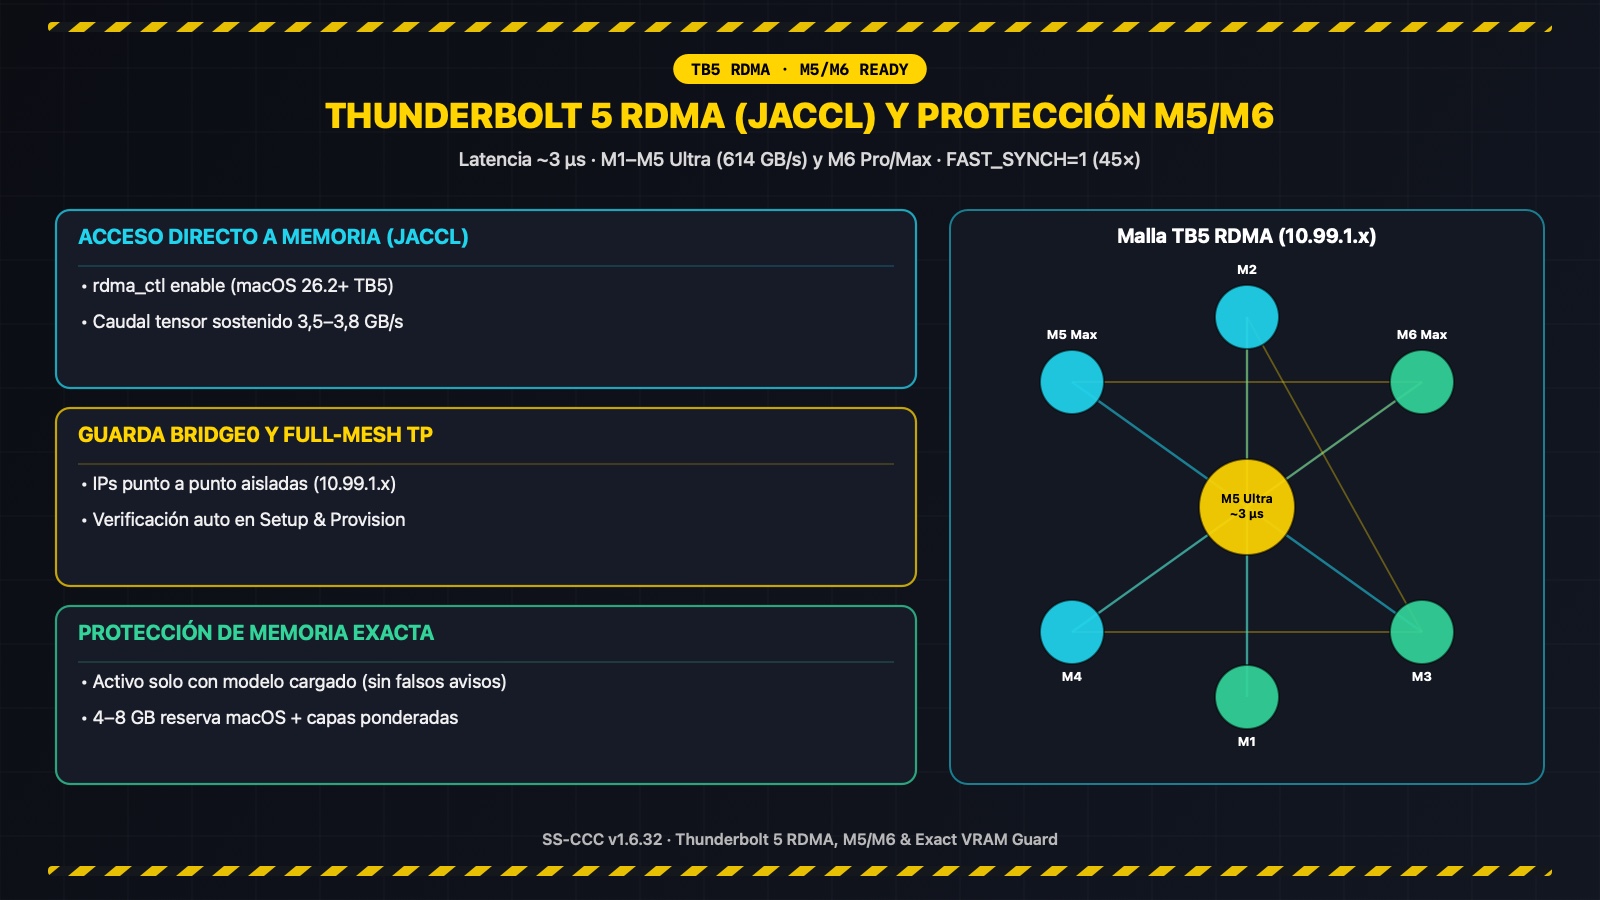 TB5 RDMA · M5/M6 READY
THUNDERBOLT 5 RDMA (JACCL) Y PROTECCIÓN M5/M6
Latencia ~3 µs · M1–M5 Ultra (614 GB/s) y M6 Pro/Max · FAST_SYNCH=1 (45×)
ACCESO DIRECTO A MEMORIA (JACCL)
• rdma_ctl enable (macOS 26.2+ TB5)
• Caudal tensor sostenido 3,5–3,8 GB/s
GUARDA BRIDGE0 Y FULL-MESH TP
• IPs punto a punto aisladas (10.99.1.x)
• Verificación auto en Setup & Provision
PROTECCIÓN DE MEMORIA EXACTA
• Activo solo con modelo cargado (sin falsos avisos)
• 4–8 GB reserva macOS + capas ponderadas
Malla TB5 RDMA (10.99.1.x)
M2
M5 Max
M6 Max
M5 Ultra
~3 µs
M4
M3
M1
SS-CCC v1.6.32 · Thunderbolt 5 RDMA, M5/M6 & Exact VRAM Guard